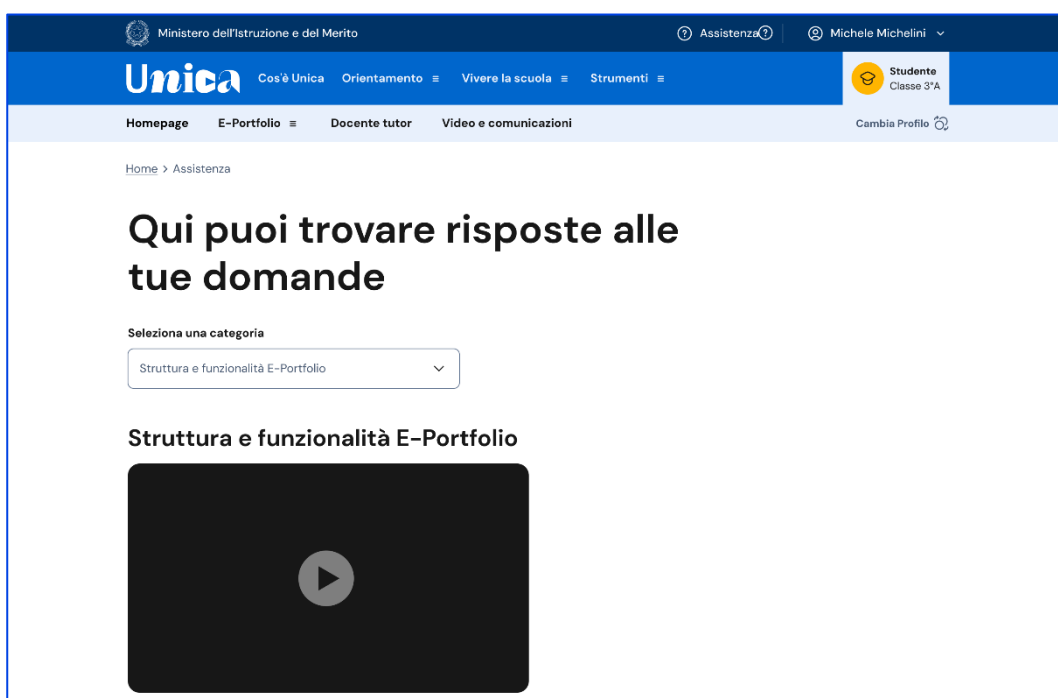 Ministero dell'Istruzione e del Merito
Assistenza
Michele Michelini
Unica
Cos'è Unica
Orientamento
Vivere la scuola
Strumenti
Studente
Classe 3°A
Homepage
E-Portfolio
Docente tutor
Video e comunicazioni
Cambia Profilo
Home > Assistenza
Qui puoi trovare risposte alle
tue domande
Seleziona una categoria
Struttura e funzionalità E-Portfolio
Struttura e funzionalità E-Portfolio